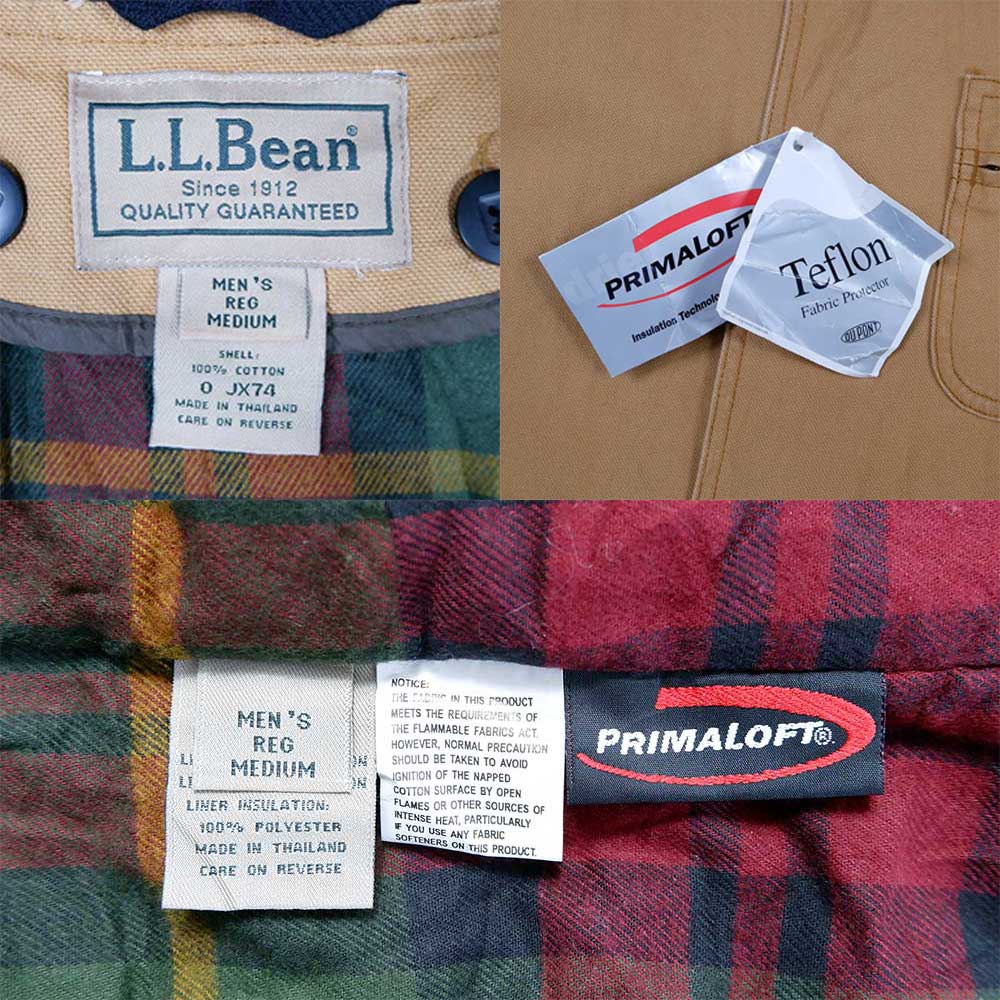 L.L.Bean®
Since 1912
QUALITY GUARANTEED
MEN'S
REG
MEDIUM
SHELL:
100% COTTON
O JX74
MADE IN THAILAND
CARE ON REVERSE
PRIMALOFT
Insulation Technolo
Teflon
Fabric Protector
DUPONT
MEN'S
REG
MEDIUM
LINER INSULATION:
100% POLYESTER
MADE IN THAILAND
CARE ON REVERSE
NOTICE:
THE FABRIC IN THIS PRODUCT
MEETS THE REQUIREMENTS OF
THE FLAMMABLE FABRICS ACT.
HOWEVER, NORMAL PRECAUTION
SHOULD BE TAKEN TO AVOID
IGNITION OF THE NAPPED
COTTON SURFACE BY OPEN
FLAMES OR OTHER SOURCES OF
INTENSE HEAT, PARTICULARLY
IF YOU USE ANY FABRIC
SOFTENERS ON THIS PRODUCT.
PRIMALOFT®